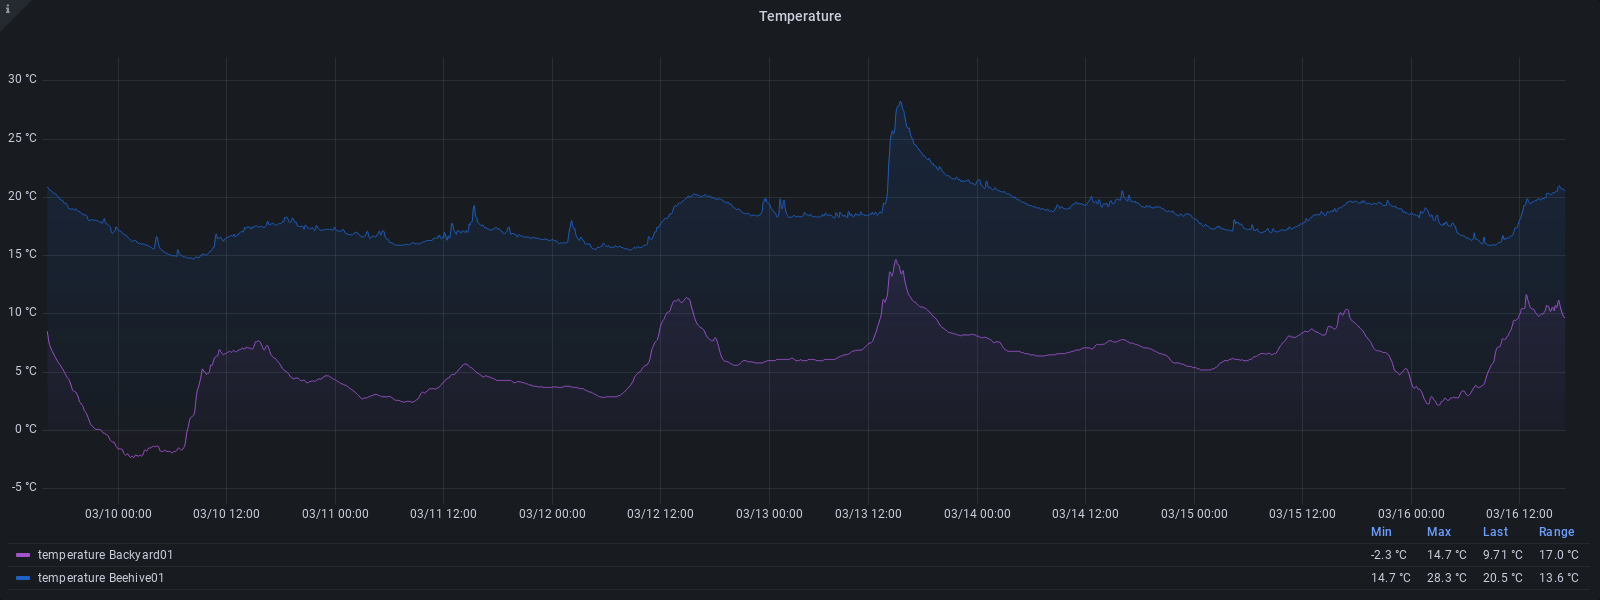 i
Temperature
30 °C
25 °C
20 °C
15 °C
10 °C
5 °C
0 °C
-5 °C
03/10 00:00 03/10 12:00 03/11 00:00 03/11 12:00 03/12 00:00 03/12 12:00 03/13 00:00 03/13 12:00 03/14 00:00 03/14 12:00 03/15 00:00 03/15 12:00 03/16 00:00 03/16 12:00
Min Max Last Range
temperature Backyard01 -2.3 °C 14.7 °C 9.71 °C 17.0 °C
temperature Beehive01 14.7 °C 28.3 °C 20.5 °C 13.6 °C